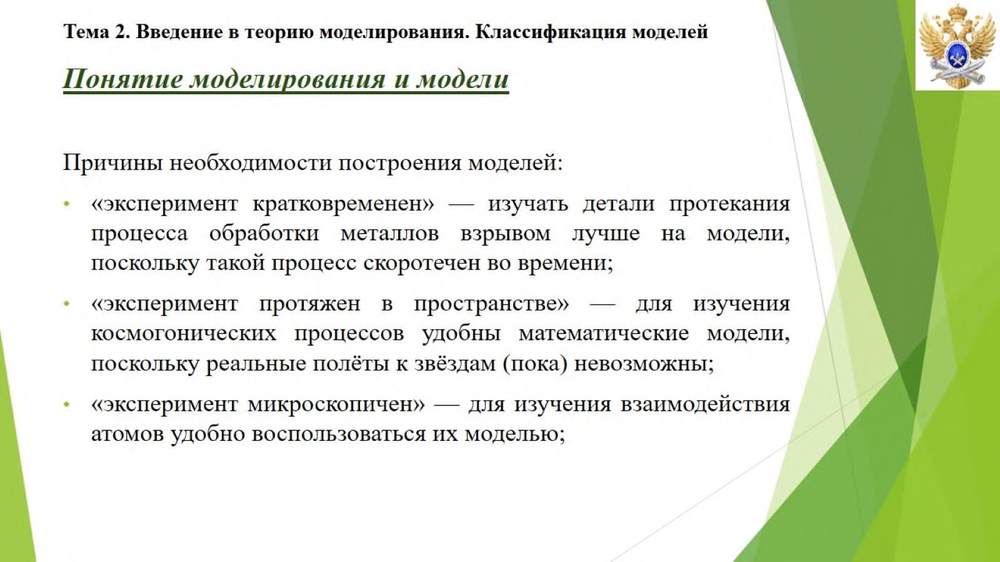 Тема 2. Введение в теорию моделирования. Классификация моделей
Понятие моделирования и модели
Причины необходимости построения моделей:
• «эксперимент кратковременен» — изучать детали протекания
процесса обработки металлов взрывом лучше на модели,
поскольку такой процесс скоротечен во времени;
• «эксперимент протяжен в пространстве» — для изучения
космогонических процессов удобны математические модели,
поскольку реальные полёты к звёздам (пока) невозможны;
• «эксперимент микроскопичен» — для изучения взаимодействия
атомов удобно воспользоваться их моделью;